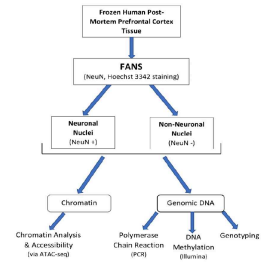 Frozen Human Post-
Mortem Prefrontal Cortex
Tissue
FANS
(NeuN, Hoechst 3342 staining)
Neuronal
Nuclei
(NeuN +)
Non-Neuronal
Nuclei
(NeuN -)
Chromatin
Genomic DNA
Chromatin Analysis
& Accessibility
(via ATAC-seq)
Polymerase
Chain Reaction
(PCR)
DNA
Methylation
(Illumina)
Genotyping